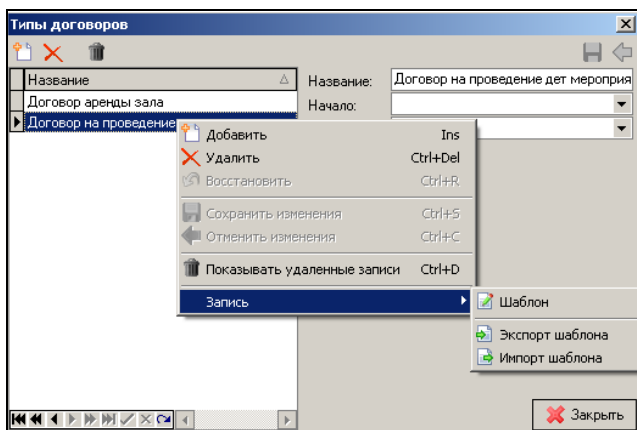 Типы договоров
Название
Название:
Договор на проведение дет мероприя
Договор аренды зала
Начало:
Договор на проведение
Добавить Ins
Удалить Ctrl+Del
Восстановить Ctrl+R
Сохранить изменения Ctrl+S
Отменить изменения Ctrl+C
Показывать удаленные записи Ctrl+D
Запись
Шаблон
Экспорт шаблона
Импорт шаблона
Закрыть